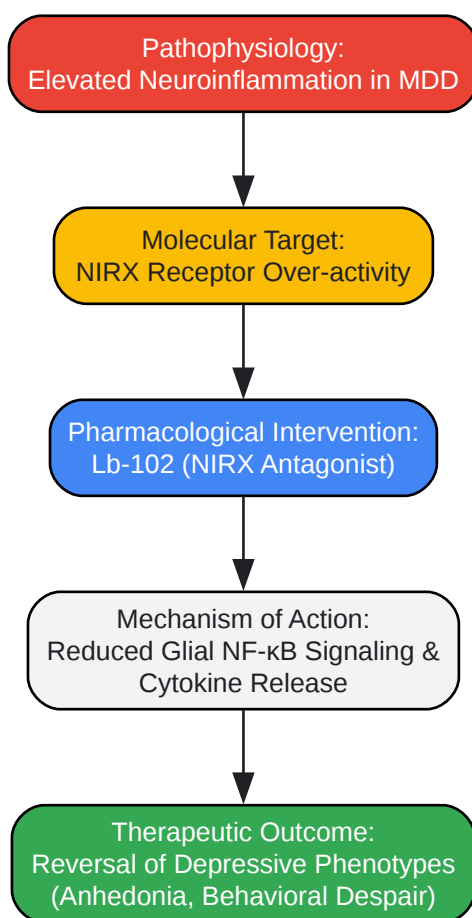 Pathophysiology:
Elevated Neuroinflammation in MDD
Molecular Target:
NIRX Receptor Over-activity
Pharmacological Intervention:
Lb-102 (NIRX Antagonist)
Mechanism of Action:
Reduced Glial NF-κB Signaling &
Cytokine Release
Therapeutic Outcome:
Reversal of Depressive Phenotypes
(Anhedonia, Behavioral Despair)